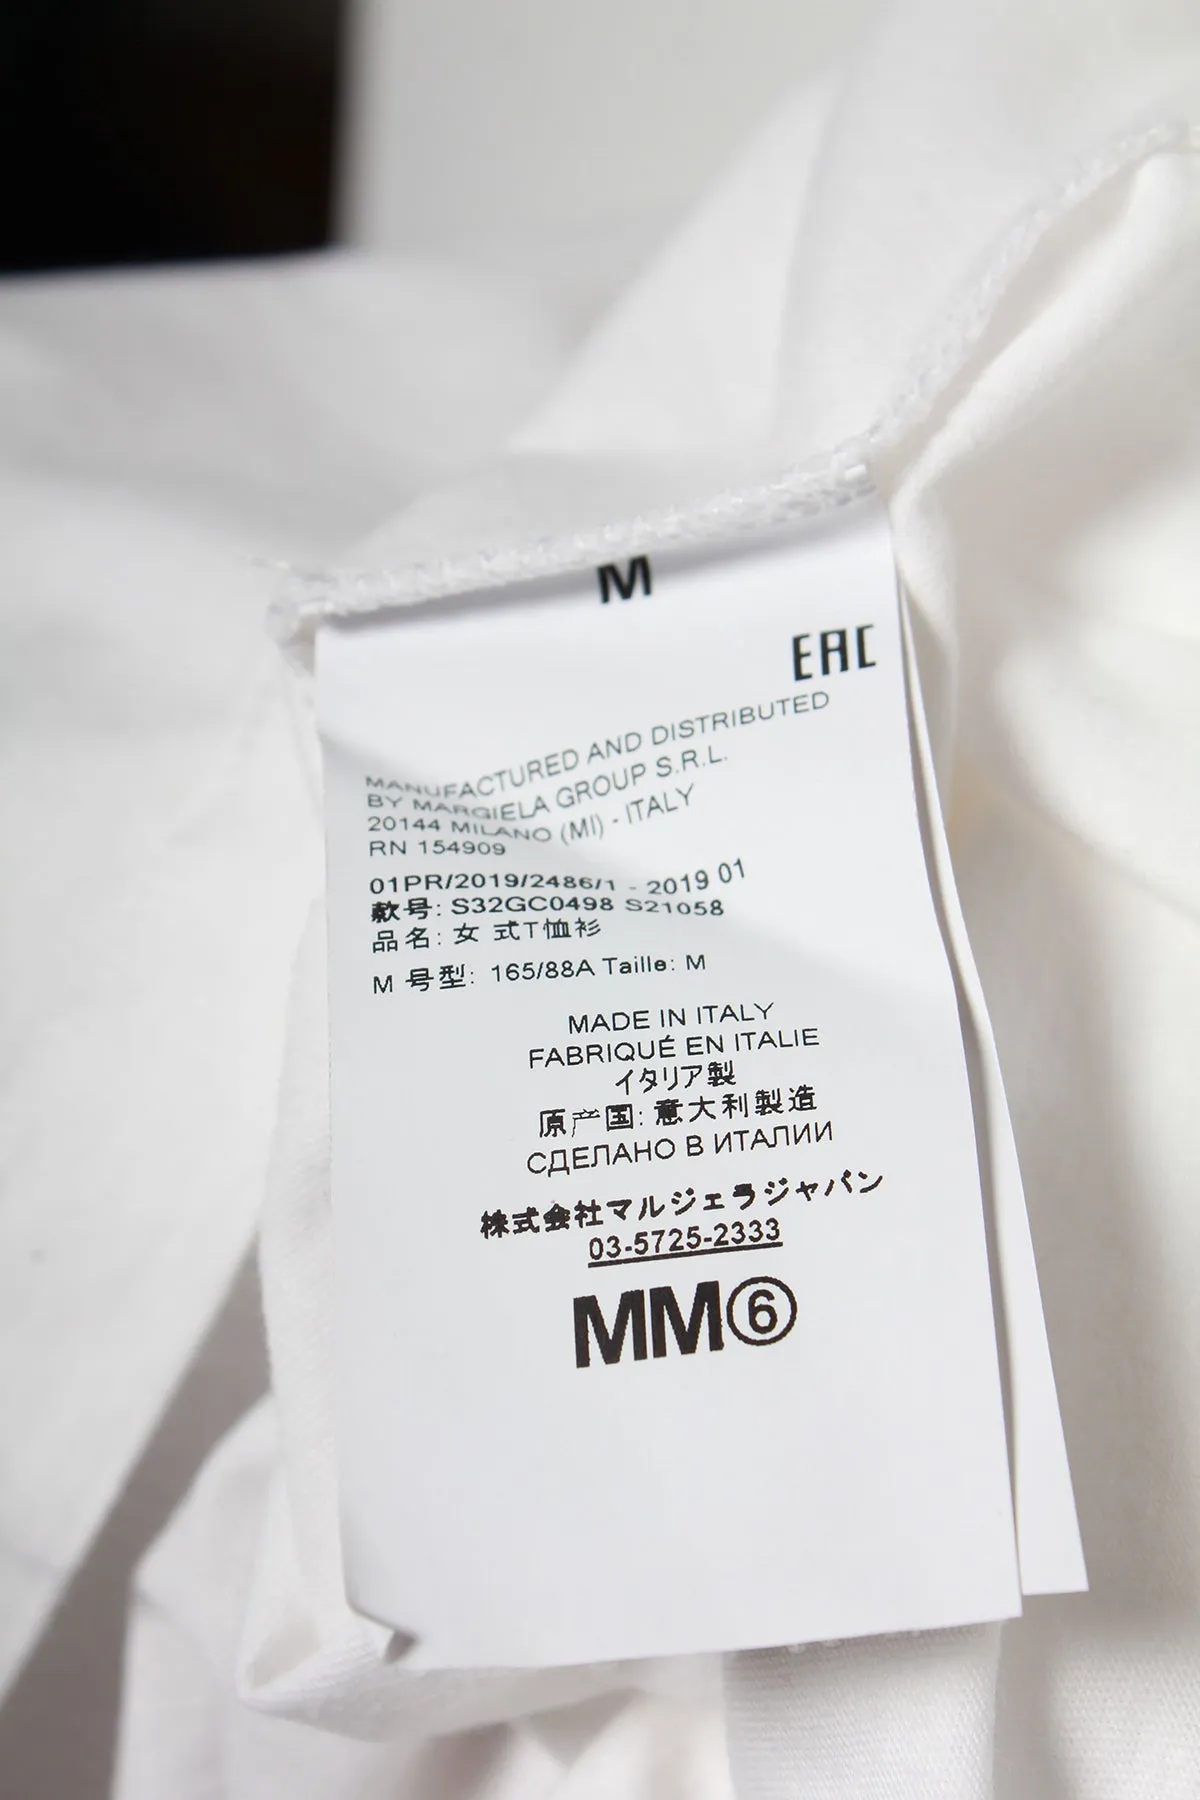 M
EAC
MANUFACTURED AND DISTRIBUTED
BY MARGIELA GROUP S.R.L.
20144 MILANO (MI) - ITALY
RN 154909
01PR/2019/2486/1 - 2019 01
款号: S32GC0498 S21058
品名: 女 式T恤衫
M 号型: 165/88A Taille: M
MADE IN ITALY
FABRIQUÉ EN ITALIE
イタリア製
原产国: 意大利製造
СДЕЛАНО В ИТАЛИИ
株式会社マルジェラジャパン
03-5725-2333
MM⑥